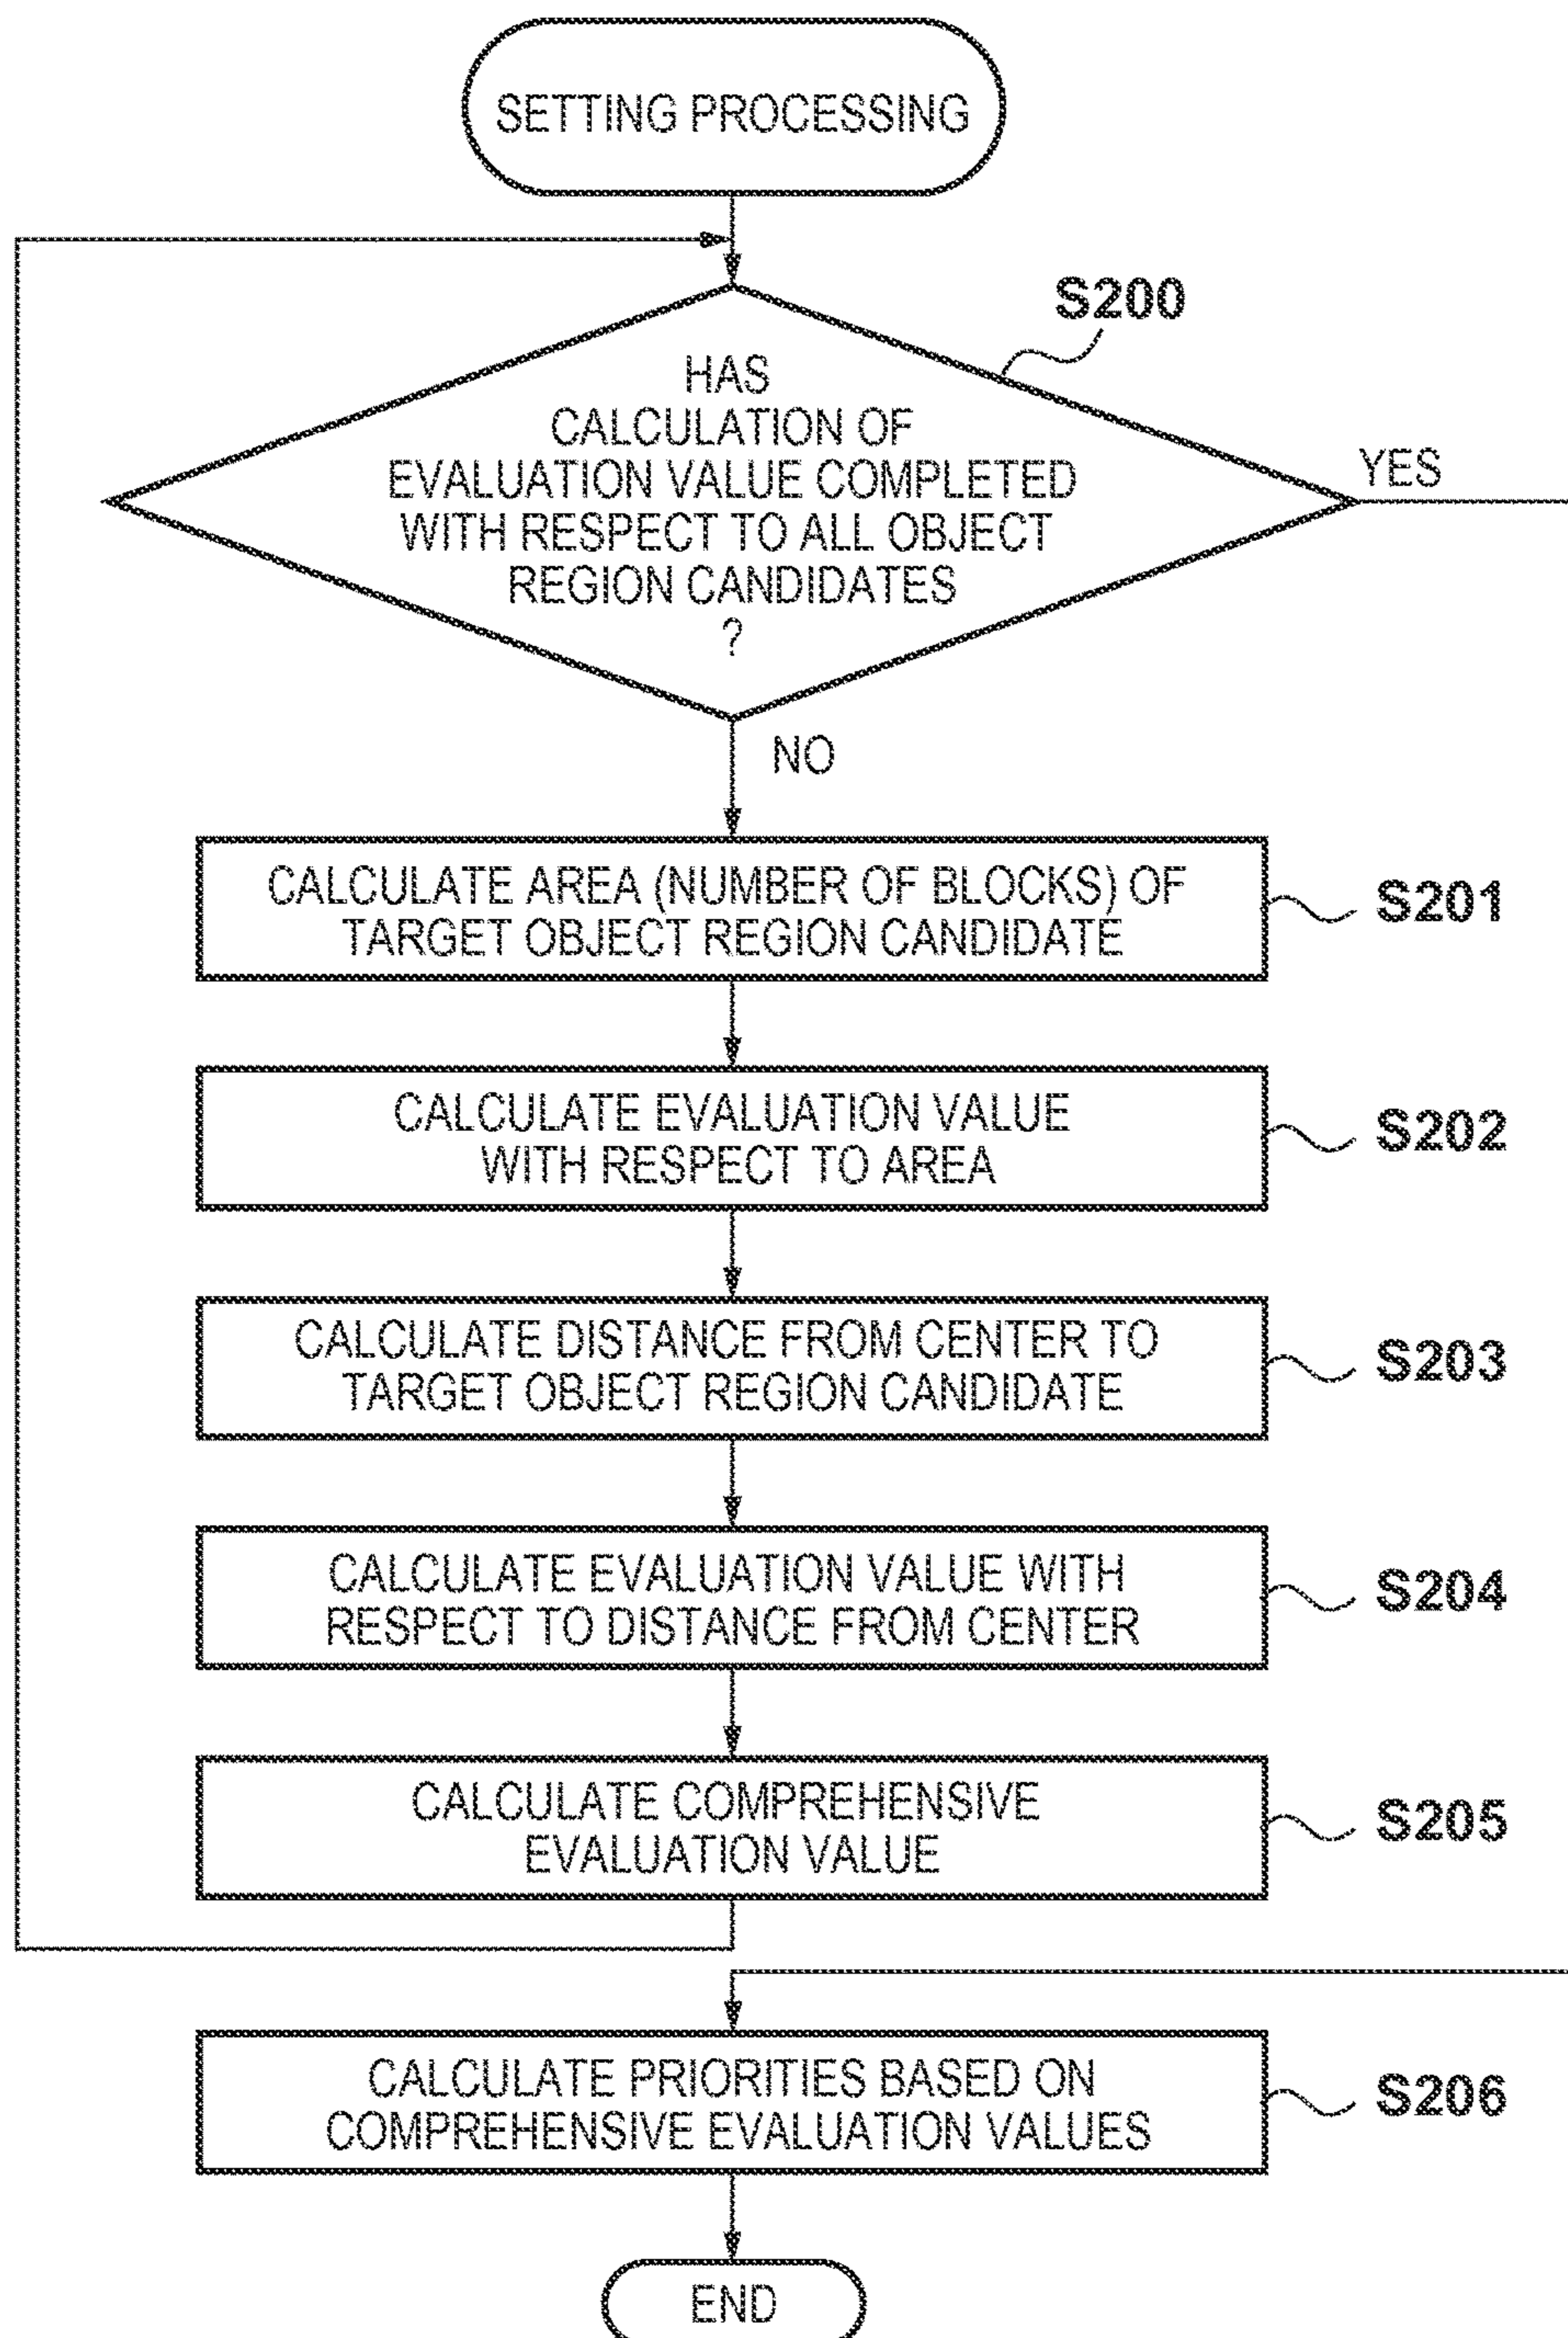 SETTING PROCESSING
S200
HAS
CALCULATION OF
EVALUATION VALUE COMPLETED
WITH RESPECT TO ALL OBJECT
REGION CANDIDATES
?
YES
NO
CALCULATE AREA (NUMBER OF BLOCKS) OF
TARGET OBJECT REGION CANDIDATE
S201
CALCULATE EVALUATION VALUE
WITH RESPECT TO AREA
S202
CALCULATE DISTANCE FROM CENTER TO
TARGET OBJECT REGION CANDIDATE
S203
CALCULATE EVALUATION VALUE WITH
RESPECT TO DISTANCE FROM CENTER
S204
CALCULATE COMPREHENSIVE
EVALUATION VALUE
S205
CALCULATE PRIORITIES BASED ON
COMPREHENSIVE EVALUATION VALUES
S206
END